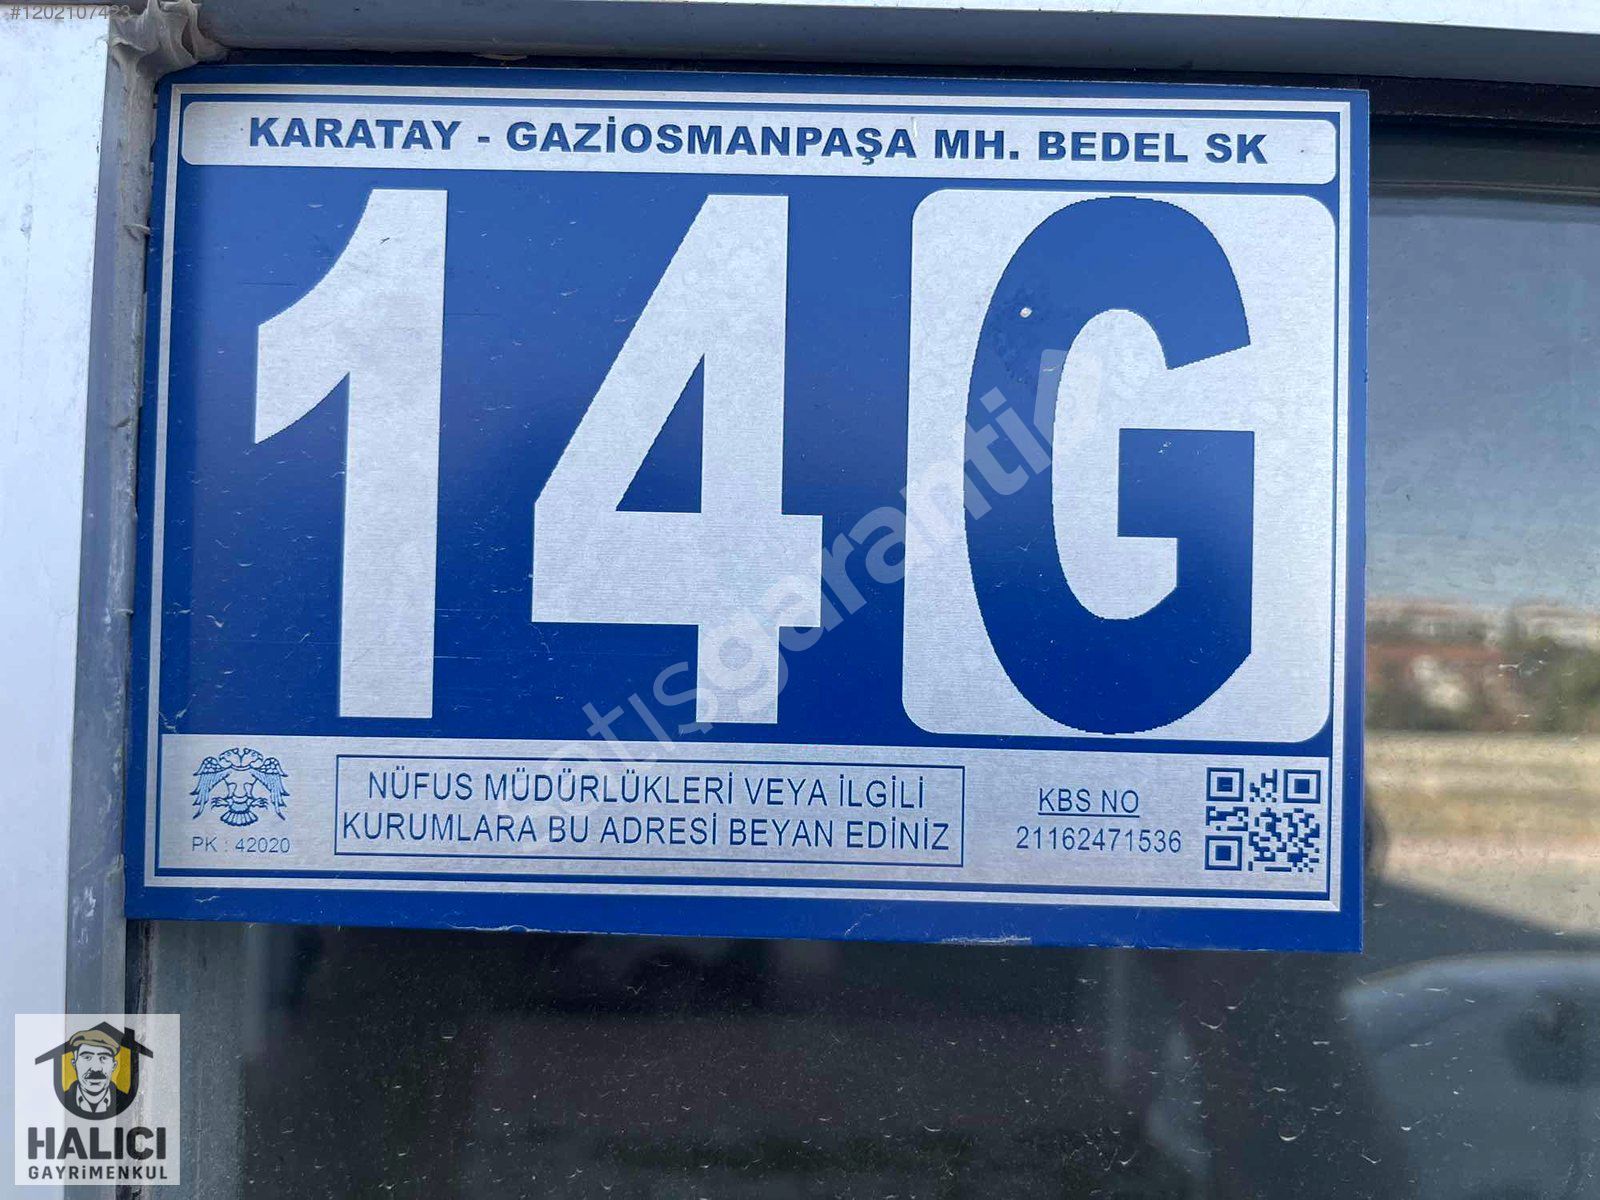 KARATAY - GAZİOSMANPAŞA MH. BEDEL SK
14 G
NÜFUS MÜDÜRLÜKLERİ VEYA İLGİLİ
KURUMLARA BU ADRESİ BEYAN EDİNİZ
PK : 42020
KBS NO
21162471536
HALICI
GAYRİMENKUL